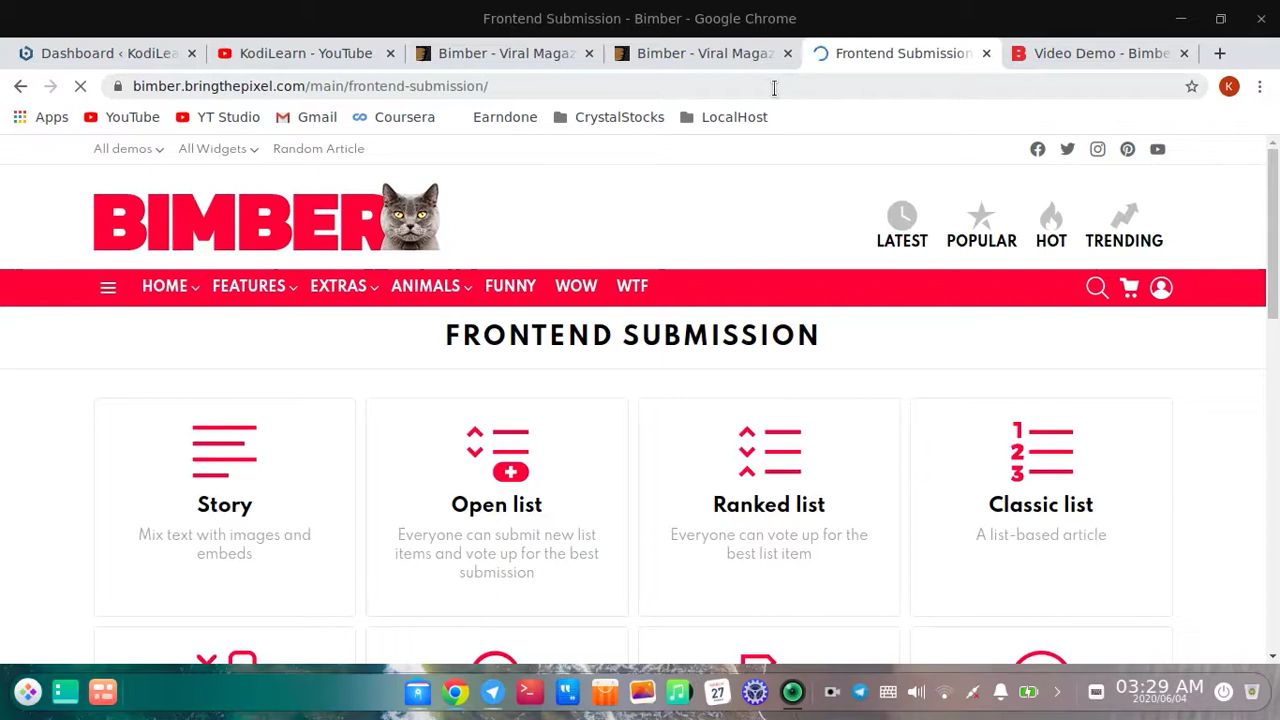 Frontend Submission - Bimber - Google Chrome
Dashboard ‹ KodiLea
KodiLearn - YouTube
Bimber - Viral Magaz
Bimber - Viral Magaz
Frontend Submission
Video Demo - Bimbe
bimber.bringthepixel.com/main/frontend-submission/
K
Apps
YouTube
YT Studio
Gmail
Coursera
Earndone
CrystalStocks
LocalHost
All demos
All Widgets
Random Article
BIMBER
LATEST
POPULAR
HOT
TRENDING
HOME
FEATURES
EXTRAS
ANIMALS
FUNNY
WOW
WTF
FRONTEND SUBMISSION
Story
Mix text with images and
embeds
Open list
Everyone can submit new list
items and vote up for the best
submission
Ranked list
Everyone can vote up for the
best list item
1
2
3
Classic list
A list-based article
27
03:29 AM
2020/06/04